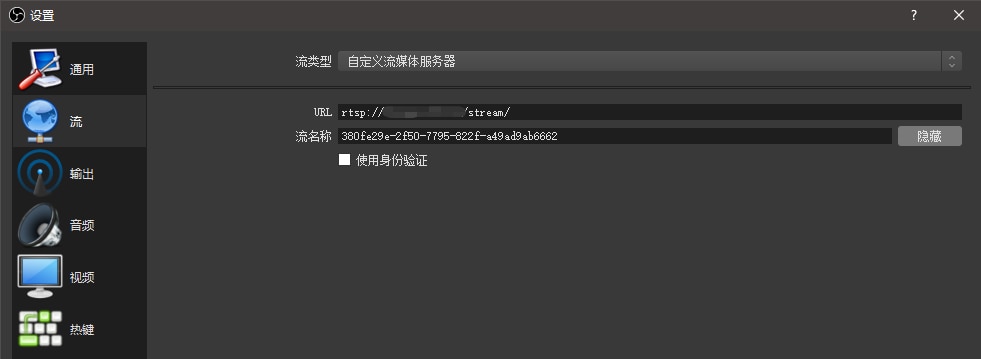 设置
?
通用
流
输出
音频
视频
热键
流类型 自定义流媒体服务器
URL rtsp:// /stream/
流名称 380fe29e-2f50-7795-822f-a49ad9ab6662 隐藏
使用身份验证